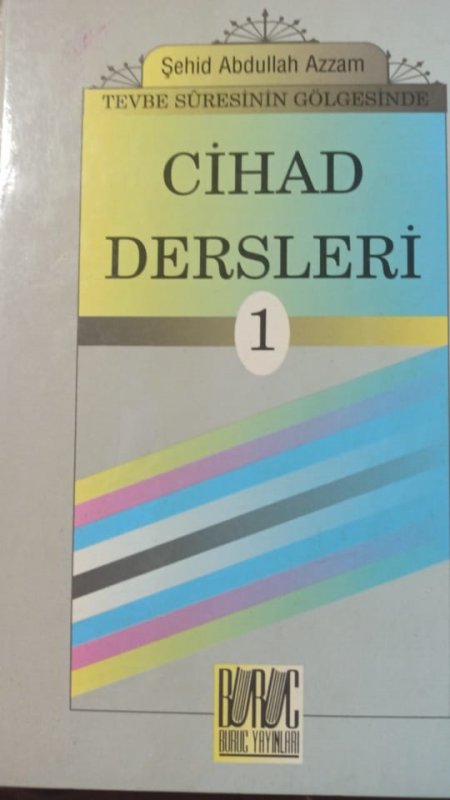 Şehid Abdullah Azzam
TEVBE SÛRESİNİN GÖLGESİNDE
CİHAD
DERSLERİ
1
BURUC
BURUC YAYINLARI